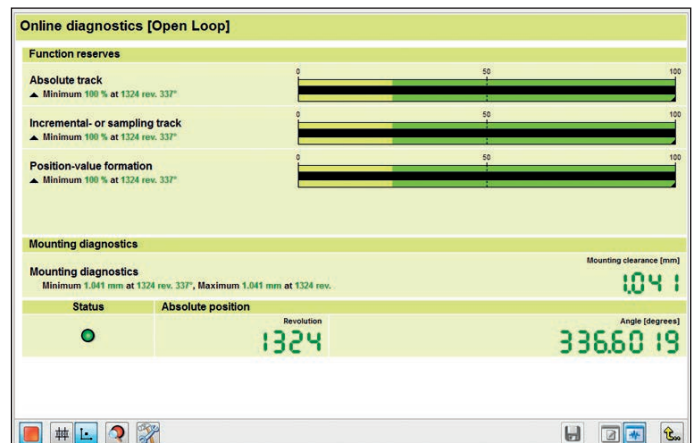 Online diagnostics [Open Loop]
Function reserves
Absolute track
Minimum 100 % at 1324 rev. 337°
0 50 100
Incremental- or sampling track
Minimum 100 % at 1324 rev. 337°
0 50 100
Position-value formation
Minimum 100 % at 1324 rev. 337°
0 50 100
Mounting diagnostics
Mounting clearance [mm]
Mounting diagnostics
Minimum 1.041 mm at 1324 rev. 337°, Maximum 1.041 mm at 1324 rev.
1.041
Status Absolute position
Revolution Angle [degrees]
1324 336.6019